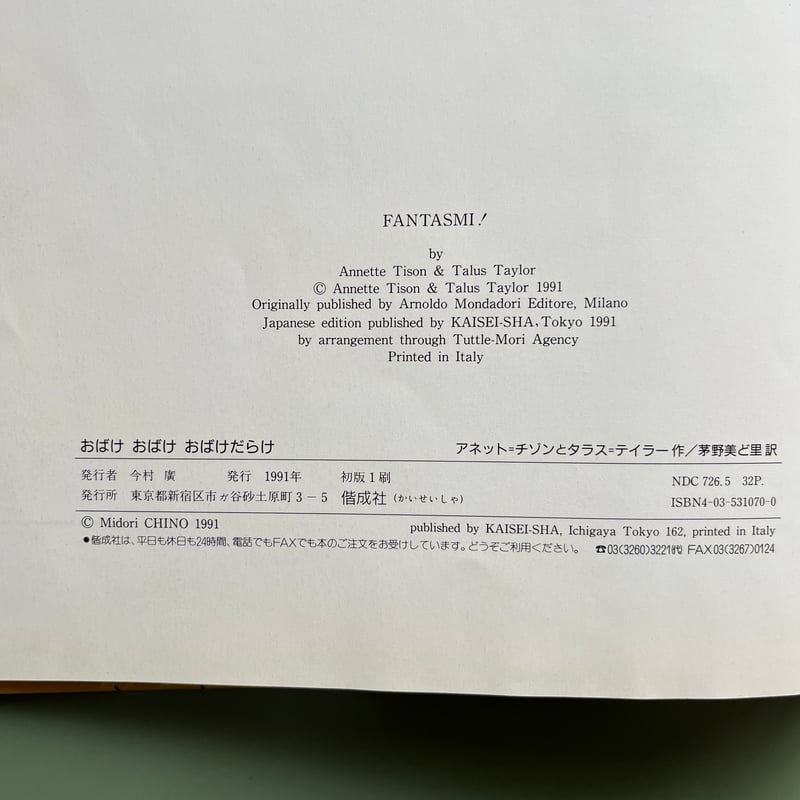 FANTASMI!
by
Annette Tison & Talus Taylor
© Annette Tison & Talus Taylor 1991
Originally published by Arnoldo Mondadori Editore, Milano
Japanese edition published by KAISEI-SHA, Tokyo 1991
by arrangement through Tuttle-Mori Agency
Printed in Italy
おばけ おばけ おばけだらけ アネット=チゾンとタラス=テイラー 作／茅野美ど里 訳
発行者 今村 廣 発行 1991年 初版1刷 NDC 726.5 32P.
発行所 東京都新宿区市ヶ谷砂土原町3-5 偕成社 (かいせいしゃ) ISBN4-03-531070-0
© Midori CHINO 1991 published by KAISEI-SHA, Ichigaya Tokyo 162, printed in Italy
●偕成社は、平日も休日も24時間、電話でもFAXでも本のご注文をお受けしています。どうぞご利用ください。 ☎03(3260)3221㈹ FAX03(3267)0124